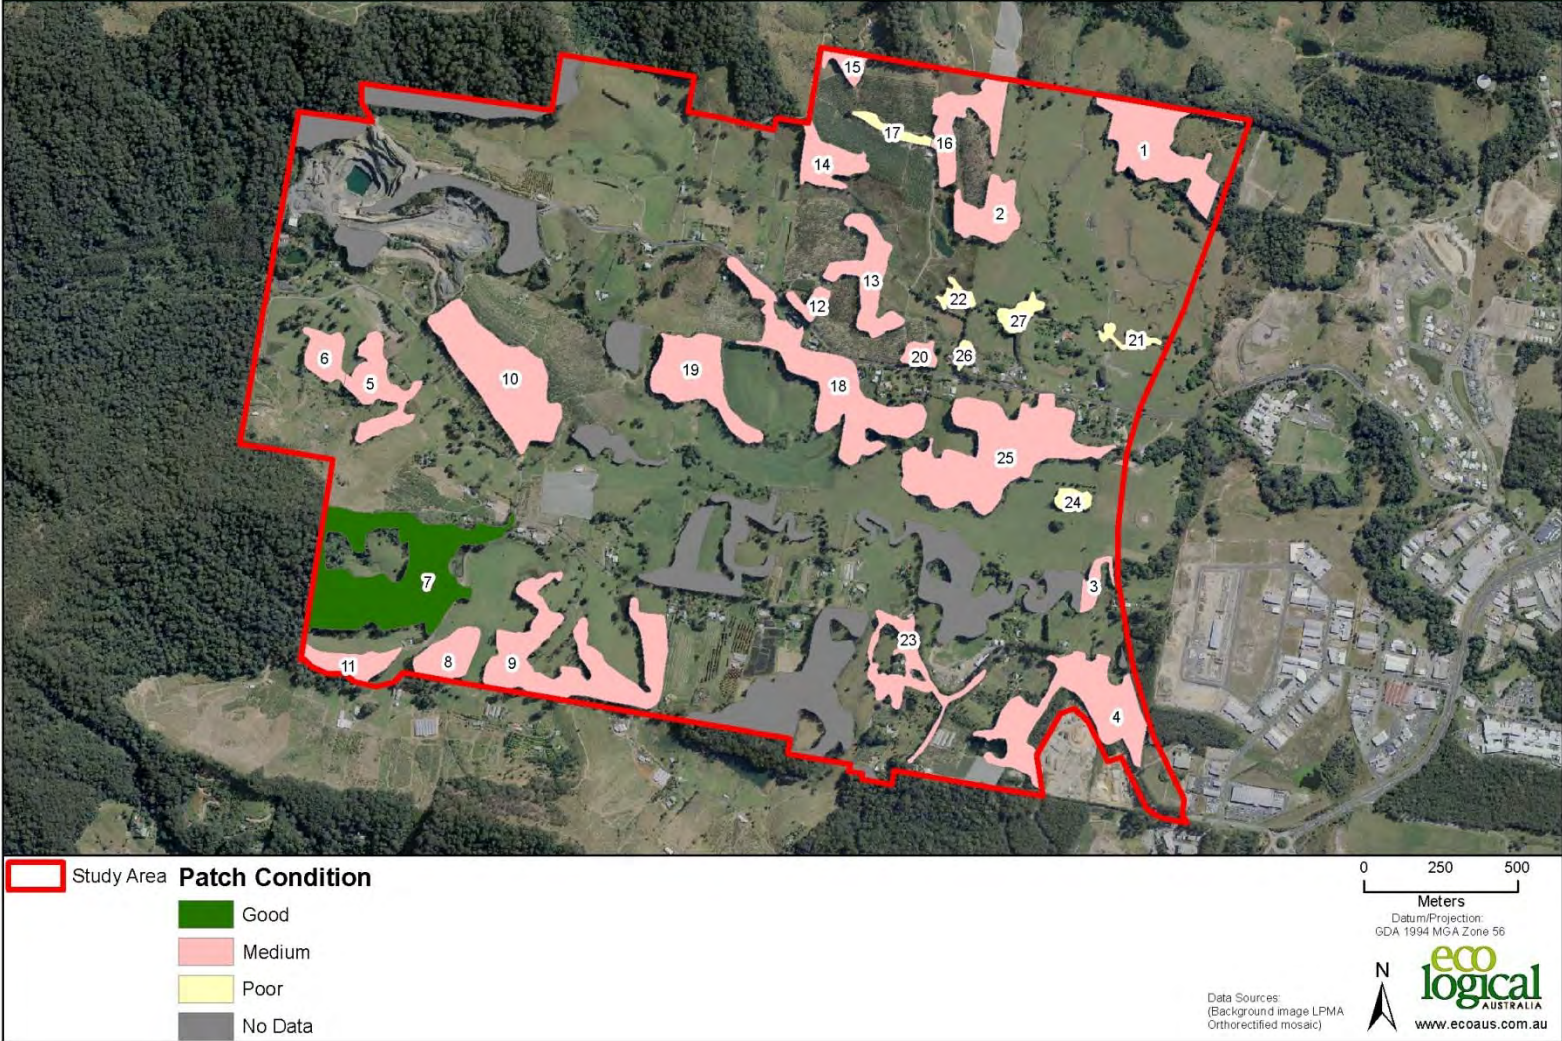 15
17
16
1
14
2
13
22
12
27
21
6
20
26
5
10
19
18
25
24
7
3
23
11
8
9
4
Study Area
Patch Condition
Good
Medium
Poor
No Data
0 250 500
Meters
Datum/Projection:
GDA 1994 MGA Zone 56
N
eco
logical
AUSTRALIA
www.ecoaus.com.au
Data Sources:
(Background image LPMA
Orthorectified mosaic)